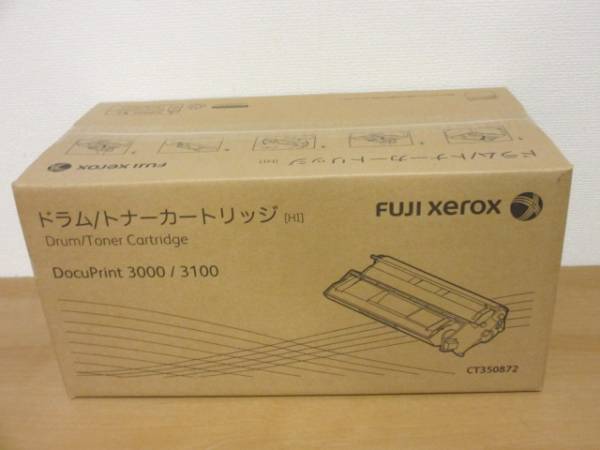 FUJI xerox
ドラム/トナーカートリッジ [HI]
ドラム/トナーカートリッジ [HI]
FUJI xerox
Drum/Toner Cartridge
DocuPrint 3000 / 3100
CT350872